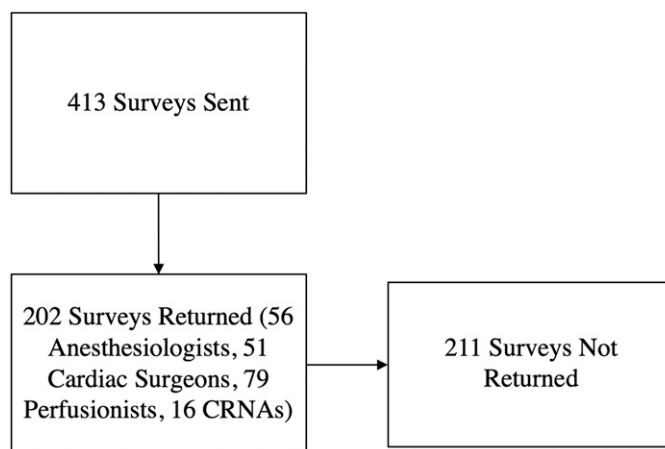 413 Surveys Sent
202 Surveys Returned (56
Anesthesiologists, 51
Cardiac Surgeons, 79
Perfusionists, 16 CRNAs)
211 Surveys Not
Returned